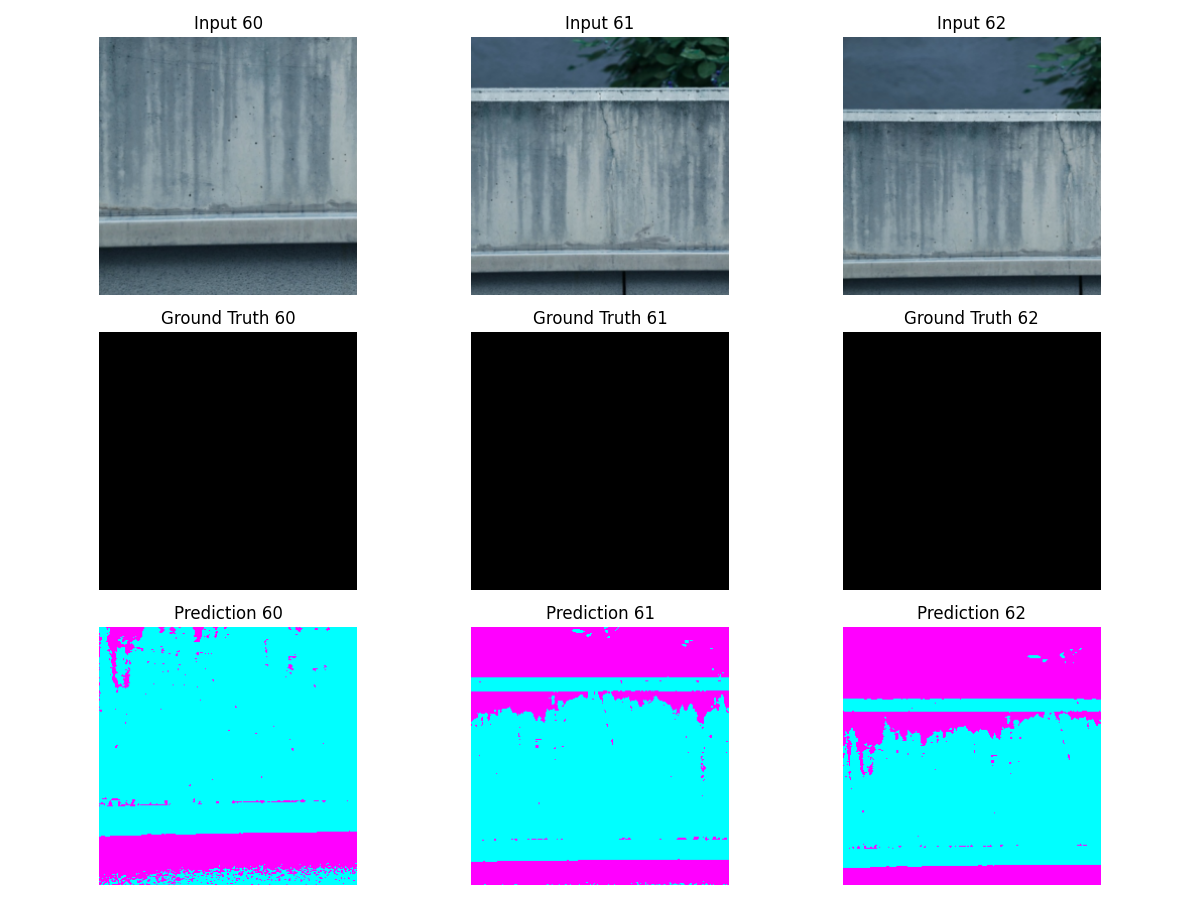 Input 60
Input 61
Input 62
Ground Truth 60
Ground Truth 61
Ground Truth 62
Prediction 60
Prediction 61
Prediction 62